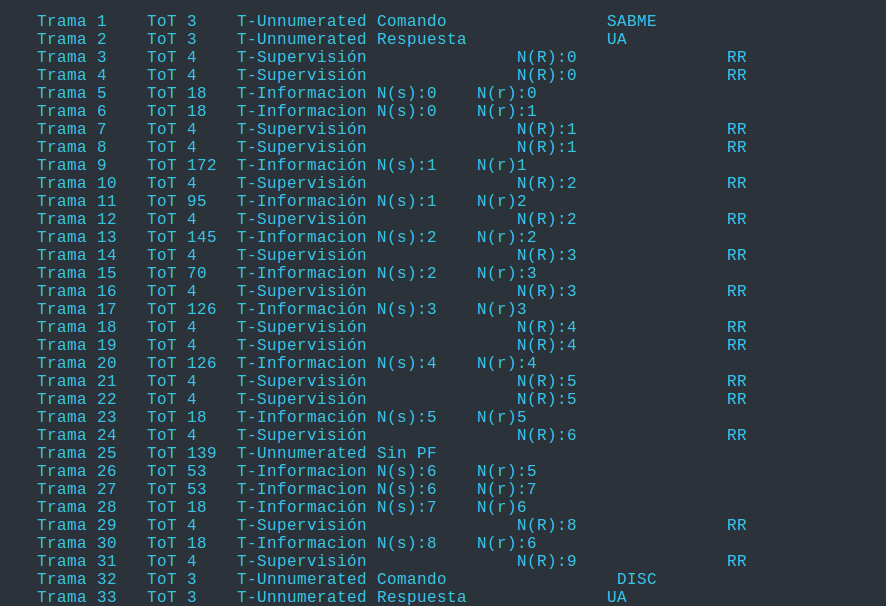 Trama 1 ToT 3 T-Unnumerated Comando SABME
Trama 2 ToT 3 T-Unnumerated Respuesta UA
Trama 3 ToT 4 T-Supervisión N(R):0 RR
Trama 4 ToT 4 T-Supervisión N(R):0 RR
Trama 5 ToT 18 T-Informacion N(s):0 N(r):0
Trama 6 ToT 18 T-Informacion N(s):0 N(r):1
Trama 7 ToT 4 T-Supervisión N(R):1 RR
Trama 8 ToT 4 T-Supervisión N(R):1 RR
Trama 9 ToT 172 T-Información N(s):1 N(r)1
Trama 10 ToT 4 T-Supervisión N(R):2 RR
Trama 11 ToT 95 T-Información N(s):1 N(r)2
Trama 12 ToT 4 T-Supervisión N(R):2 RR
Trama 13 ToT 145 T-Informacion N(s):2 N(r):2
Trama 14 ToT 4 T-Supervisión N(R):3 RR
Trama 15 ToT 70 T-Informacion N(s):2 N(r):3
Trama 16 ToT 4 T-Supervisión N(R):3 RR
Trama 17 ToT 126 T-Información N(s):3 N(r)3
Trama 18 ToT 4 T-Supervisión N(R):4 RR
Trama 19 ToT 4 T-Supervisión N(R):4 RR
Trama 20 ToT 126 T-Informacion N(s):4 N(r):4
Trama 21 ToT 4 T-Supervisión N(R):5 RR
Trama 22 ToT 4 T-Supervisión N(R):5 RR
Trama 23 ToT 18 T-Información N(s):5 N(r)5
Trama 24 ToT 4 T-Supervisión N(R):6 RR
Trama 25 ToT 139 T-Unnumerated Sin PF
Trama 26 ToT 53 T-Informacion N(s):6 N(r):5
Trama 27 ToT 53 T-Informacion N(s):6 N(r):7
Trama 28 ToT 18 T-Información N(s):7 N(r)6
Trama 29 ToT 4 T-Supervisión N(R):8 RR
Trama 30 ToT 18 T-Informacion N(s):8 N(r):6
Trama 31 ToT 4 T-Supervisión N(R):9 RR
Trama 32 ToT 3 T-Unnumerated Comando DISC
Trama 33 ToT 3 T-Unnumerated Respuesta UA